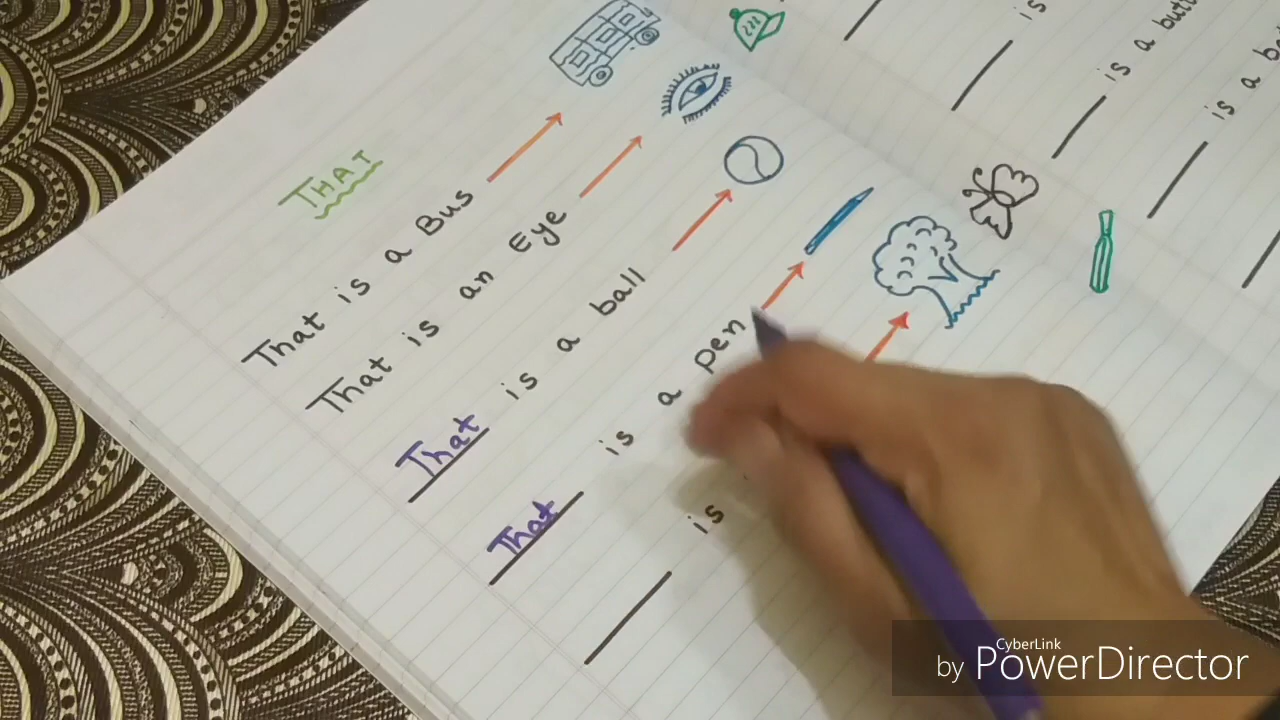 THAT
That is a Bus
That is an Eye
That is a ball
That is a pen
is
is
is a butt
is a b
CyberLink
by PowerDirector